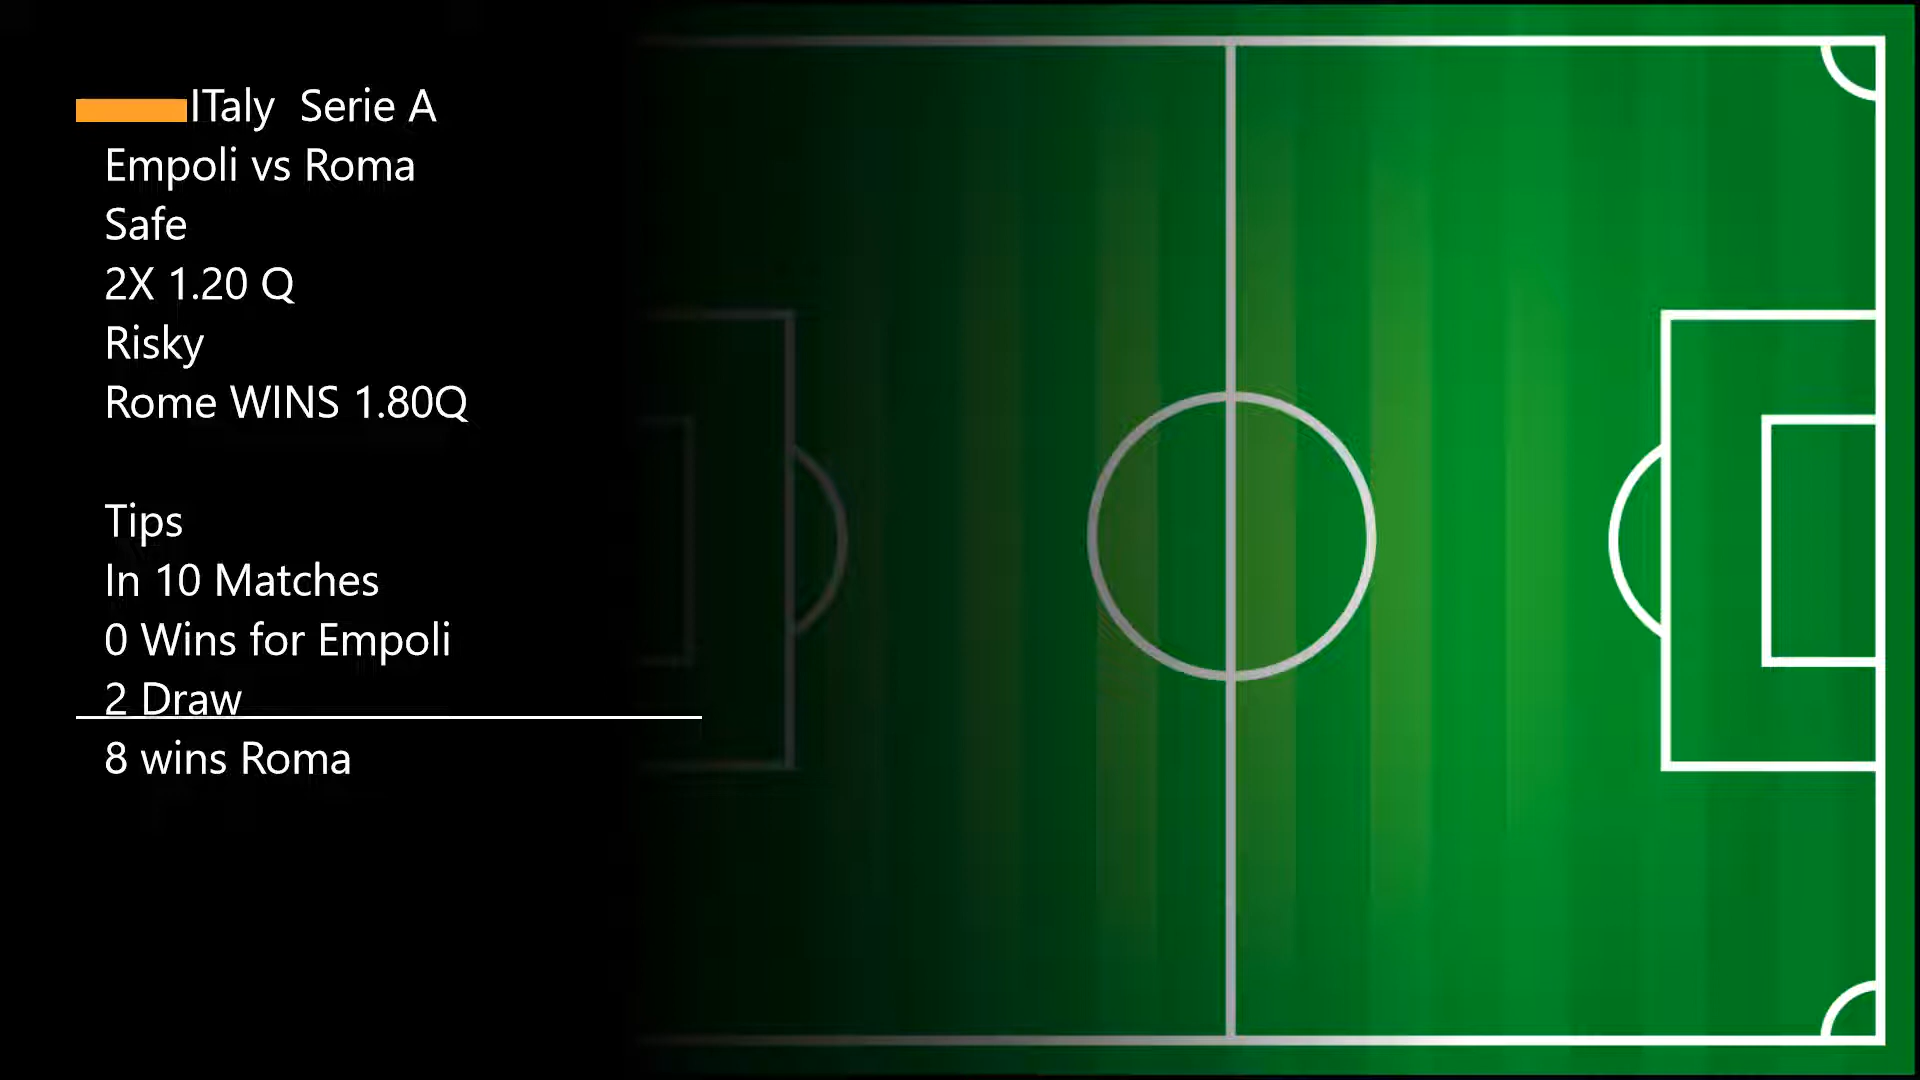 ITaly  Serie A
Empoli vs Roma
Safe
2X 1.20 Q
Risky
Rome WINS 1.80Q
Tips
In 10 Matches
0 Wins for Empoli
2 Draw
8 wins Roma